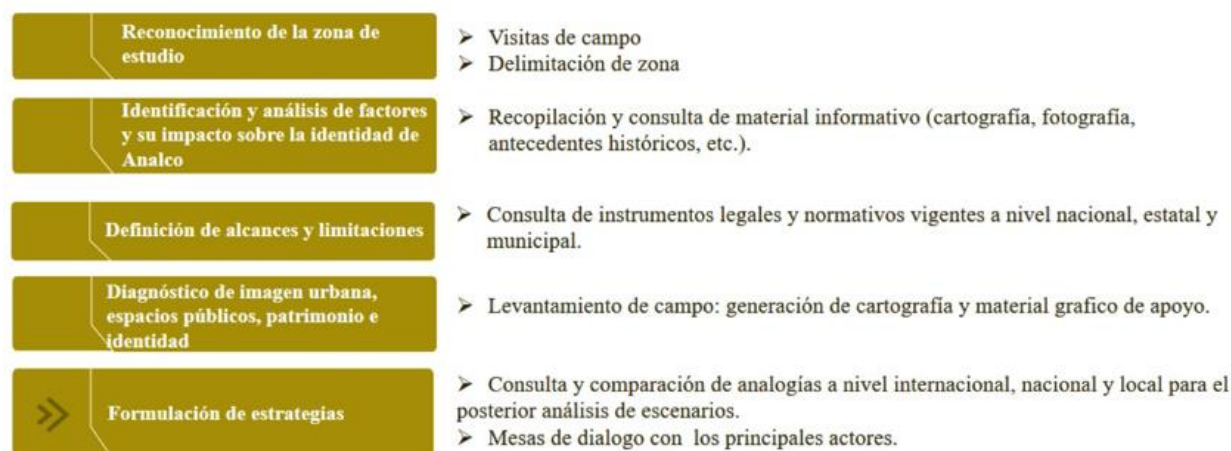 Reconocimiento de la zona de
estudio
➤ Visitas de campo
➤ Delimitación de zona
Identificación y análisis de factores
y su impacto sobre la identidad de
Analco
➤ Recopilación y consulta de material informativo (cartografía, fotografía,
antecedentes históricos, etc.).
Definición de alcances y limitaciones
➤ Consulta de instrumentos legales y normativos vigentes a nivel nacional, estatal y
municipal.
Diagnóstico de imagen urbana,
espacios públicos, patrimonio e
identidad
➤ Levantamiento de campo: generación de cartografía y material grafico de apoyo.
Formulación de estrategias
➤ Consulta y comparación de analogías a nivel internacional, nacional y local para el
posterior análisis de escenarios.
➤ Mesas de dialogo con los principales actores.